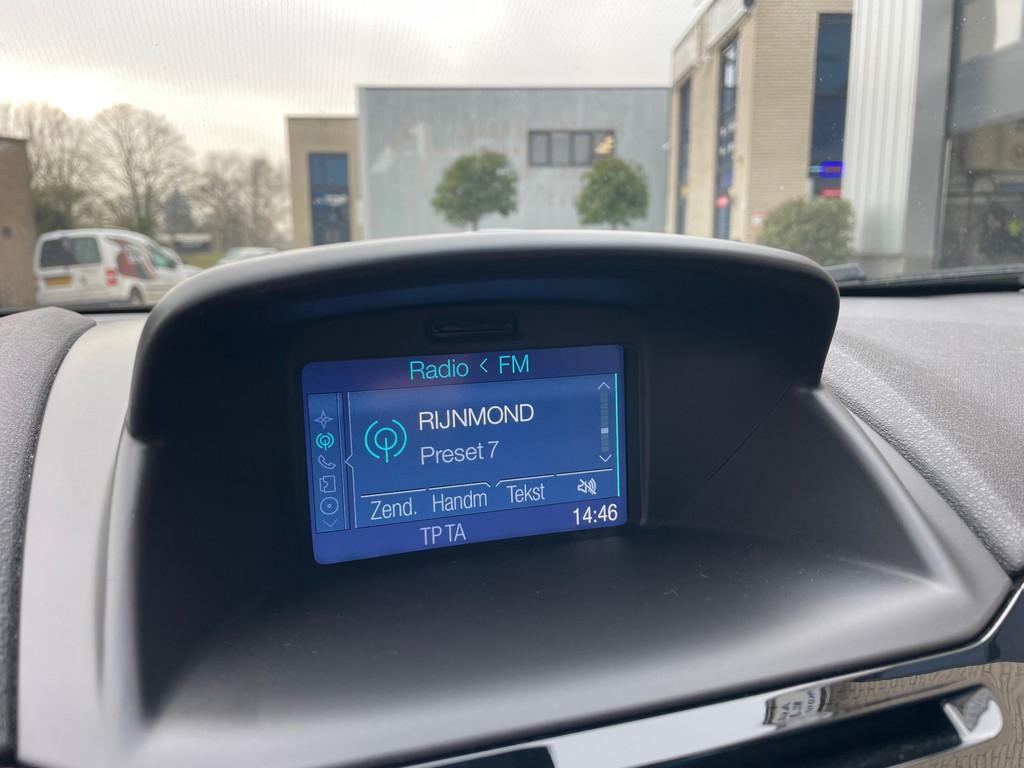 Radio < FM
RIJNMOND
Preset 7
Zend. Handm Tekst
14:46
TP TA